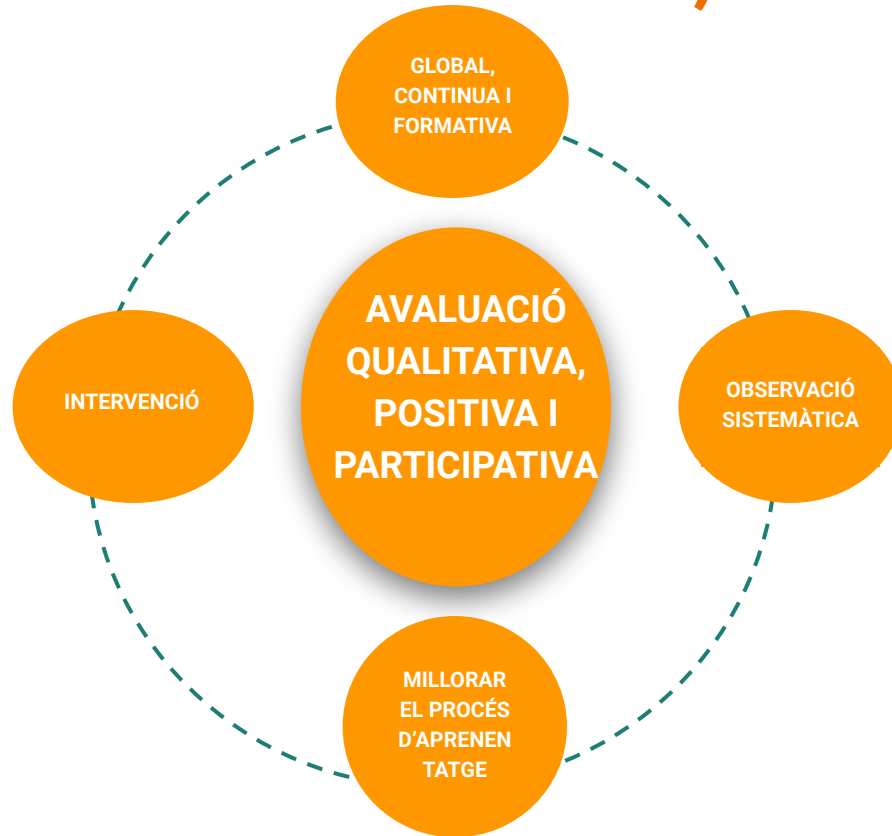 GLOBAL,
CONTINUA I
FORMATIVA
AVALUACIÓ
QUALITATIVA,
POSITIVA I
PARTICIPATIVA
INTERVENCIÓ
OBSERVACIÓ
SISTEMÀTICA
MILLORAR
EL PROCÉS
D’APRENEN
TATGE